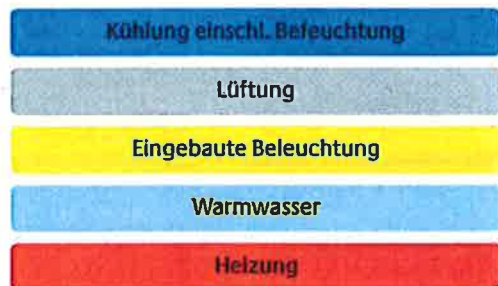 Kühlung einschl. Befeuchtung
Lüftung
Eingebaute Beleuchtung
Warmwasser
Heizung